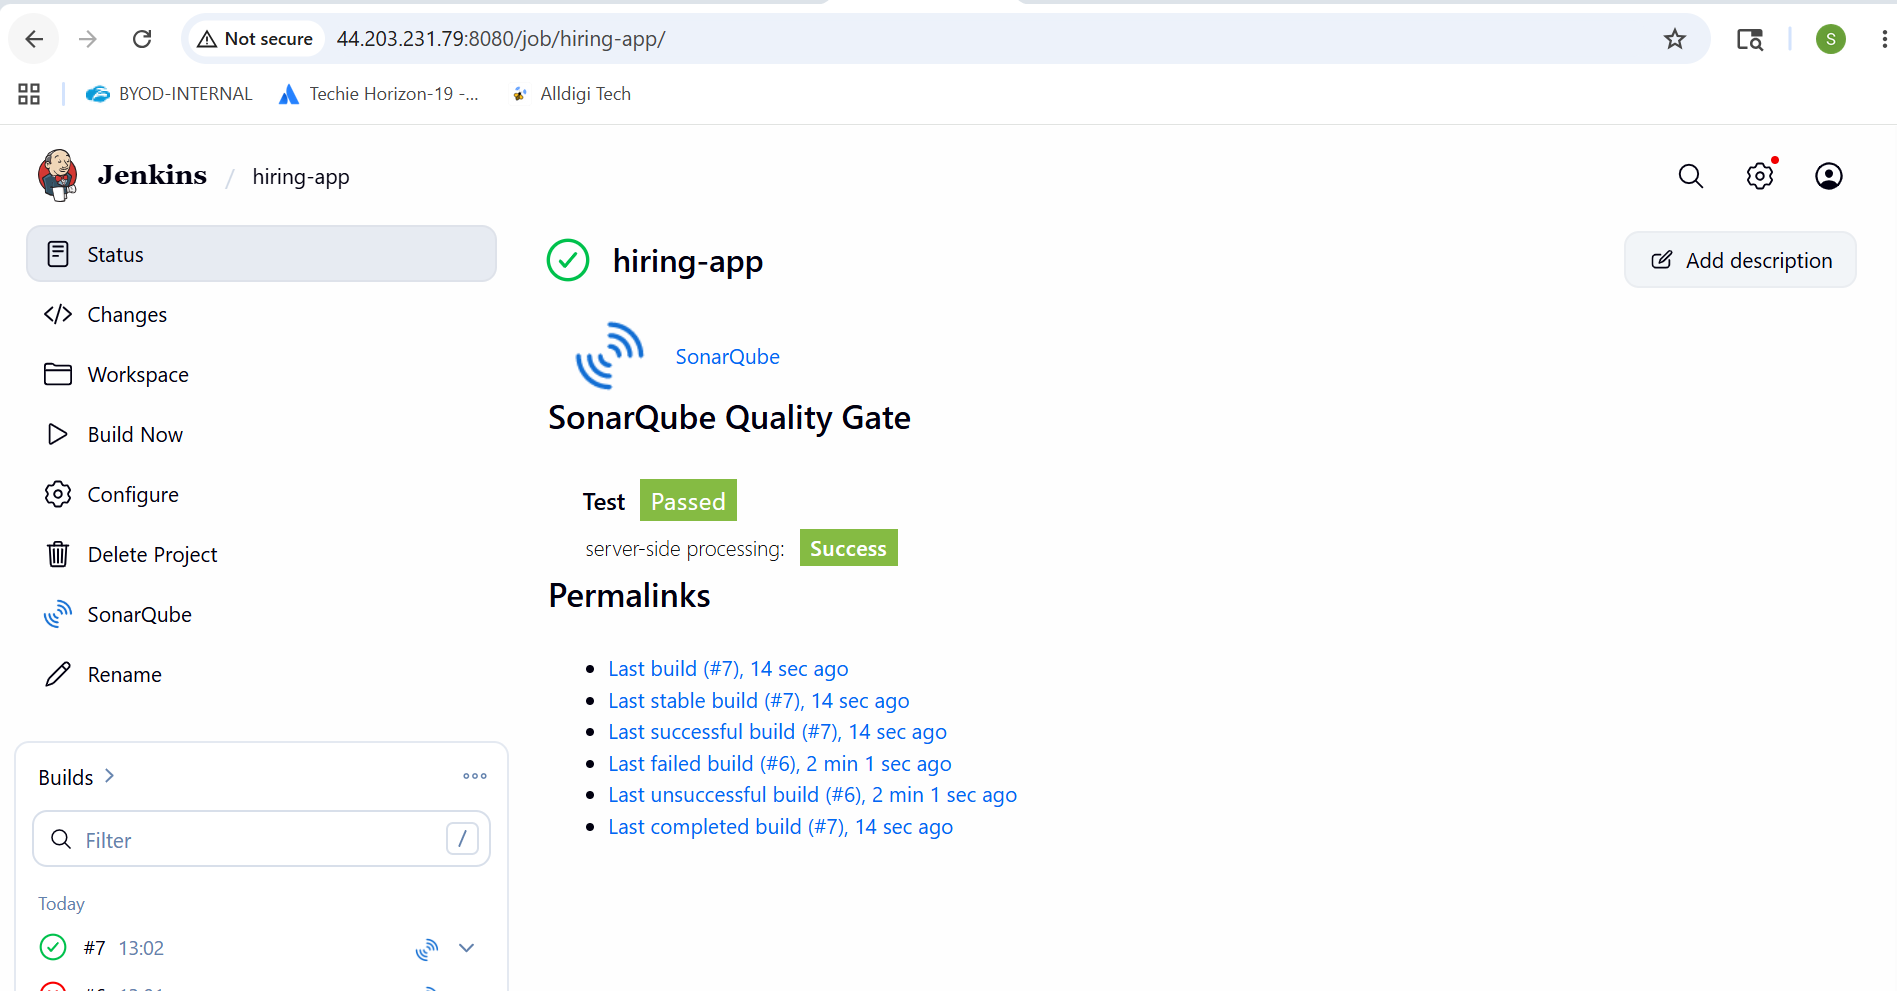 Not secure 44.203.231.79:8080/job/hiring-app/ S
BYOD-INTERNAL Techie Horizon-19 -... Alldigi Tech
Jenkins / hiring-app
Status
Changes
Workspace
Build Now
Configure
Delete Project
SonarQube
Rename
Builds
Filter /
Today
#7 13:02
hiring-app
Add description
SonarQube
SonarQube Quality Gate
Test Passed
server-side processing: Success
Permalinks
Last build (#7), 14 sec ago
Last stable build (#7), 14 sec ago
Last successful build (#7), 14 sec ago
Last failed build (#6), 2 min 1 sec ago
Last unsuccessful build (#6), 2 min 1 sec ago
Last completed build (#7), 14 sec ago